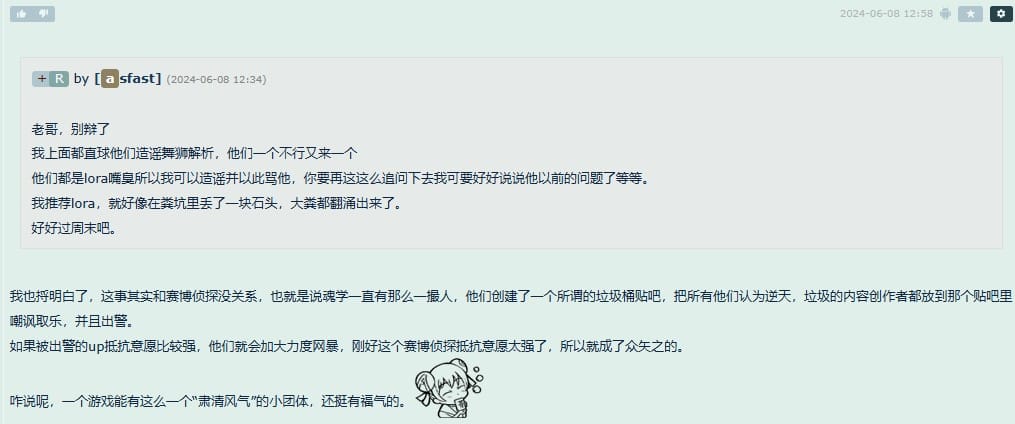 2024-06-08 12:58
+ R by [asfast] (2024-06-08 12:34)
老哥，别辩了
我上面都直球他们造谣舞狮解析，他们一个不行又来一个
他们都是lora嘴臭所以我可以造谣并以此骂他，你要再这这么追问下去我可要好好说说他以前的问题了等等。
我推荐lora，就好像在粪坑里丢了一块石头，大粪都翻涌出来了。
好好过周末吧。
我也捋明白了，这事其实和赛博侦探没关系，也就是说魂学一直有那么一撮人，他们创建了一个所谓的垃圾桶贴吧，把所有他们认为逆天，垃圾的内容创作者都放到那个贴吧里
嘲讽取乐，并且出警。
如果被出警的up抵抗意愿比较强，他们就会加大力度网暴，刚好这个赛博侦探抵抗意愿太强了，所以就成了众矢之的。
咋说呢，一个游戏能有这么一个“肃清风气”的小团体，还挺有福气的。